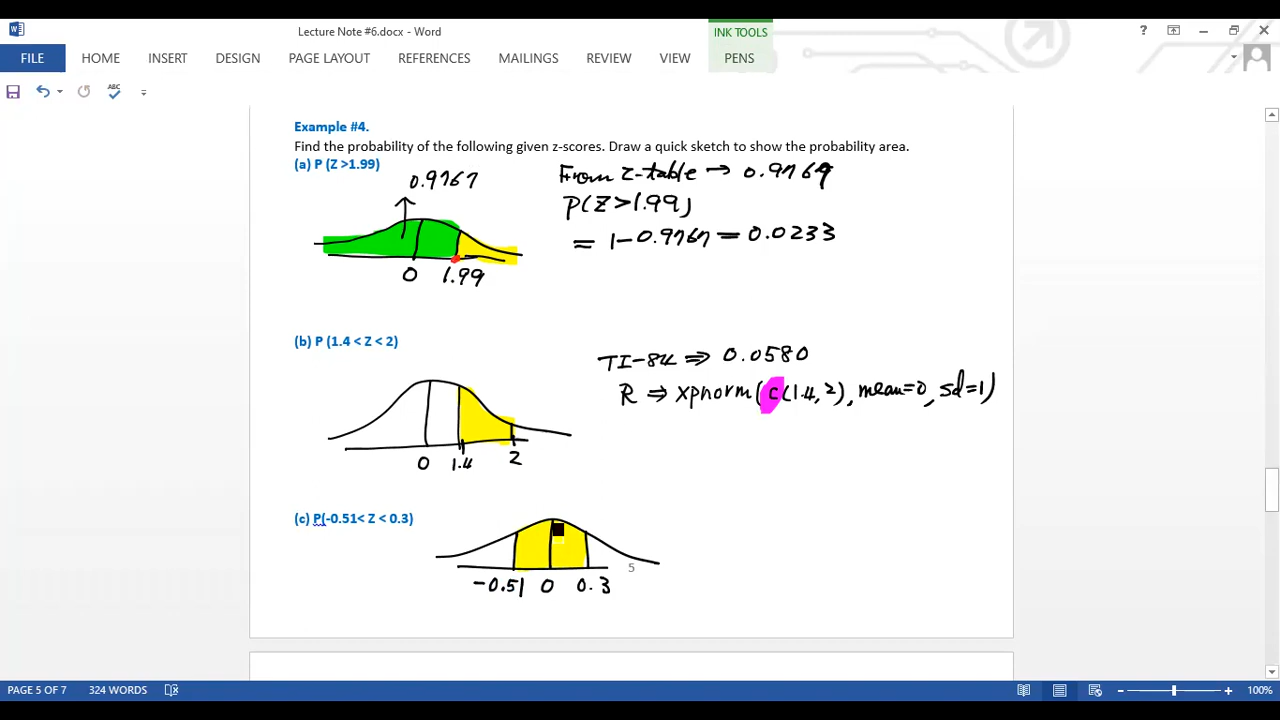 Lecture Note #6.docx - Word
INK TOOLS
?
FILE HOME INSERT DESIGN PAGE LAYOUT REFERENCES MAILINGS REVIEW VIEW PENS
ABC
Example #4.
Find the probability of the following given z-scores. Draw a quick sketch to show the probability area.
(a) P (Z >1.99)
0.9767
0 1.99
From z-table → 0.9767
P(Z>1.99)
= 1-0.9767 = 0.0233
(b) P (1.4 < Z < 2)
0 1.4 2
TI-84 ⇒ 0.0580
R ⇒ xpnorm(c(1.4, 2), mean=0, sd=1)
(c) P(-0.51< Z < 0.3)
-0.51 0 0.3
5
PAGE 5 OF 7 324 WORDS 100%